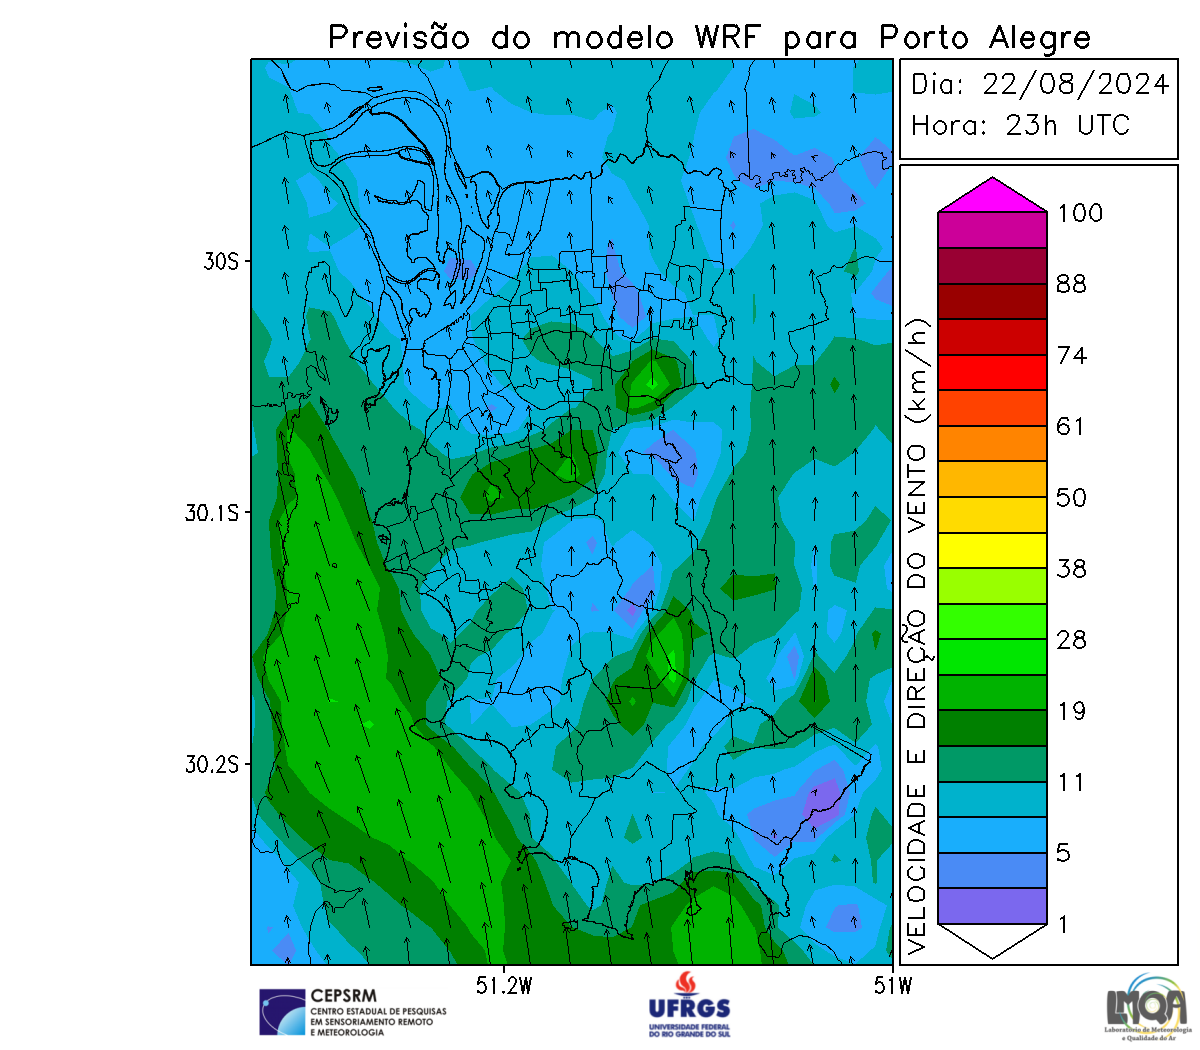 Previsão do modelo WRF para Porto Alegre
Dia: 22/08/2024
Hora: 23h UTC
100
88
74
61
50
38
28
19
11
5
1
VELOCIDADE E DIREÇÃO DO VENTO (km/h)
30S
30.1S
30.2S
51.2W
51W
CEPSRM
CENTRO ESTADUAL DE PESQUISAS
EM SENSORIAMENTO REMOTO
E METEOROLOGIA
UFRGS
UNIVERSIDADE FEDERAL
DO RIO GRANDE DO SUL
LMQA
Laboratório de Meteorologia
e Qualidade do Ar